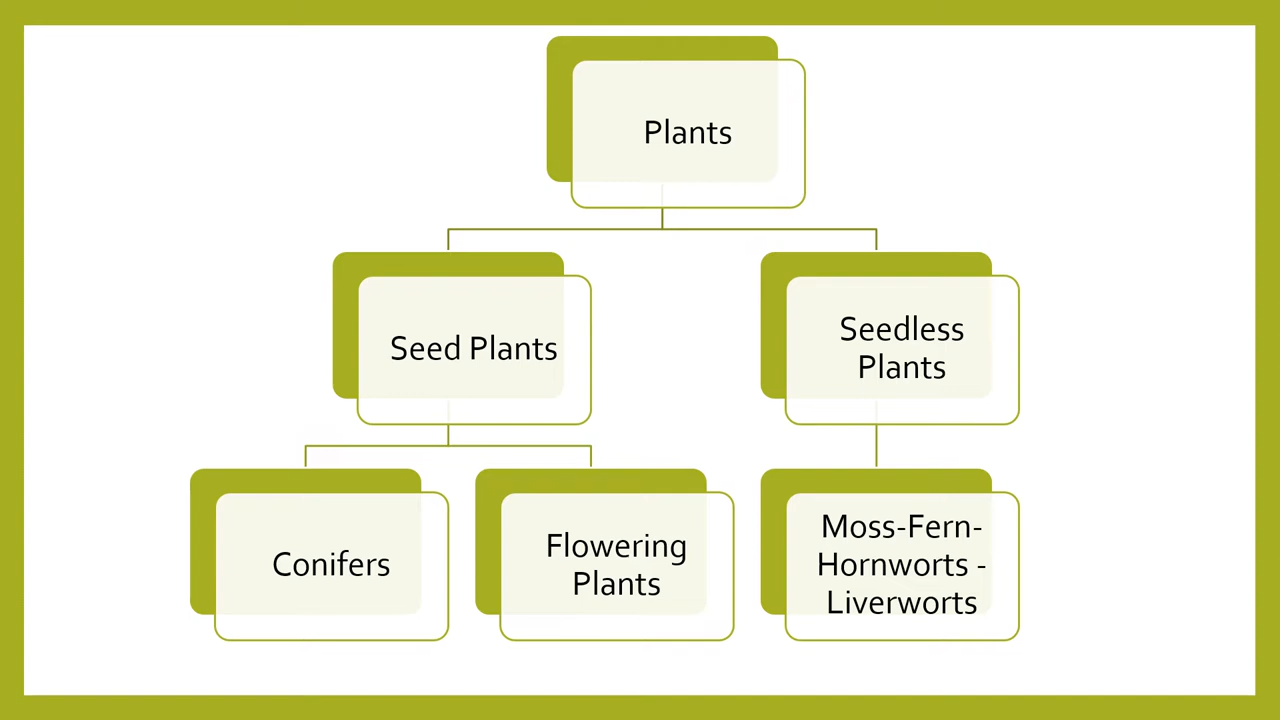 Plants
Seed Plants
Seedless
Plants
Conifers
Flowering
Plants
Moss-Fern-
Hornworts -
Liverworts